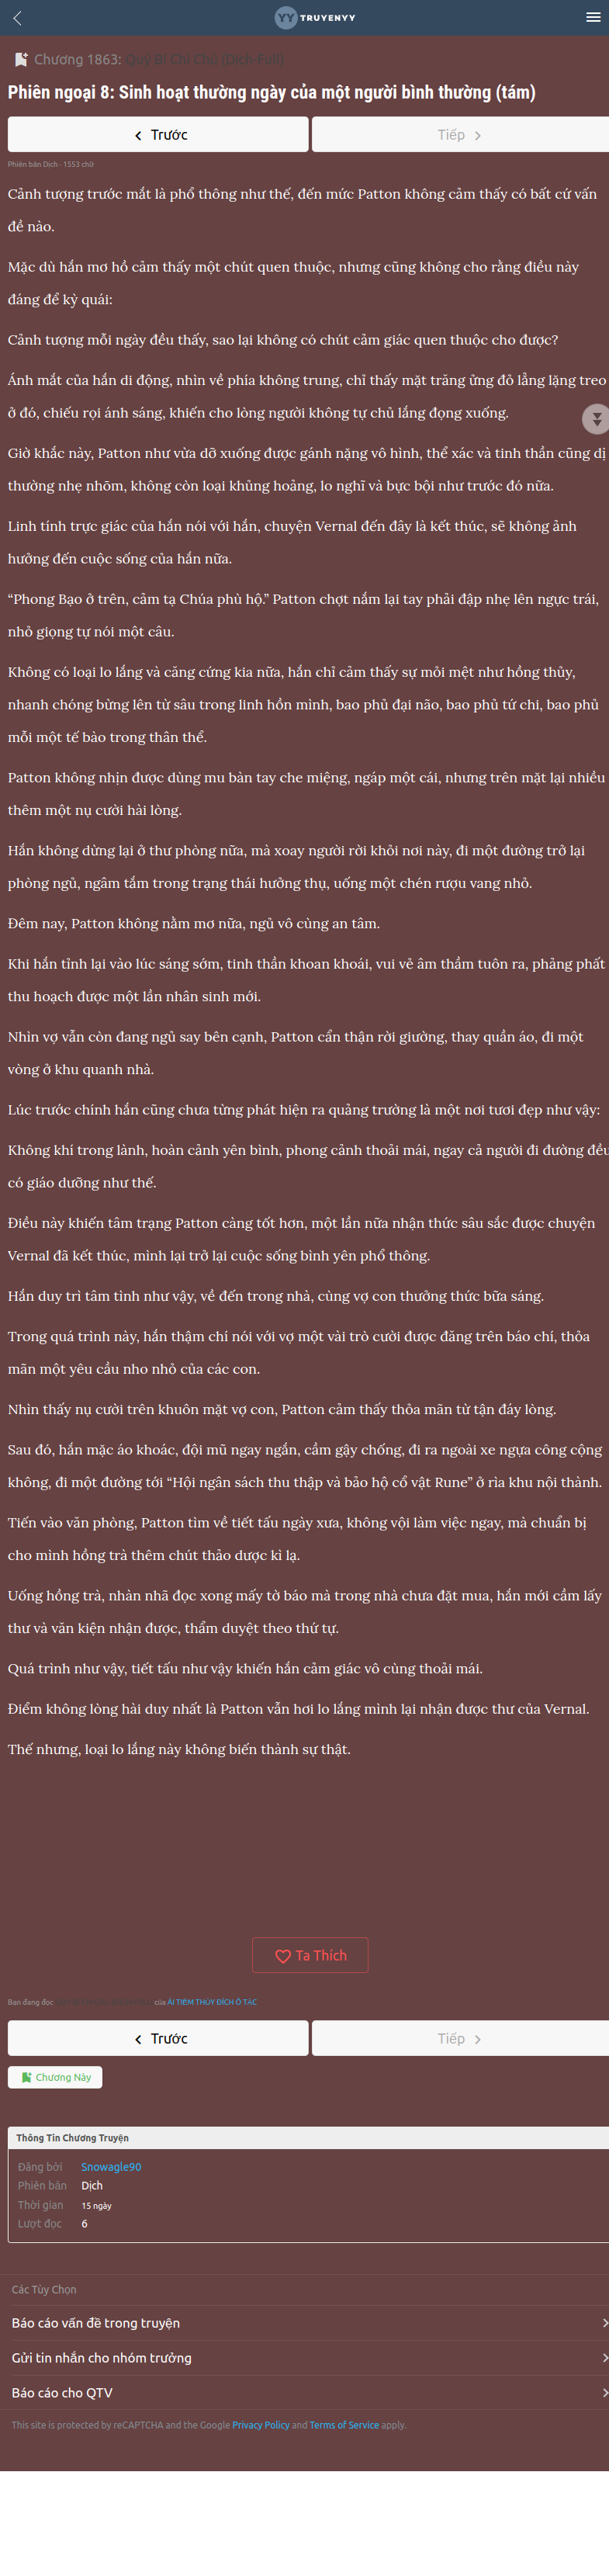 YY TRUYENYY
Chương 1863: Quỷ Bí Chi Chủ (Dịch-Full)
Phiên ngoại 8: Sinh hoạt thường ngày của một người bình thường (tám)
Trước
Tiếp
Phiên bản Dịch - 1553 chữ
Cảnh tượng trước mắt là phổ thông như thế, đến mức Patton không cảm thấy có bất cứ vấn
đề nào.
Mặc dù hắn mơ hồ cảm thấy một chút quen thuộc, nhưng cũng không cho rằng điều này
đáng để kỳ quái:
Cảnh tượng mỗi ngày đều thấy, sao lại không có chút cảm giác quen thuộc cho được?
Ánh mắt của hắn di động, nhìn về phía không trung, chỉ thấy mặt trăng ửng đỏ lẳng lặng treo
ở đó, chiếu rọi ánh sáng, khiến cho lòng người không tự chủ lắng đọng xuống.
Giờ khắc này, Patton như vừa dỡ xuống được gánh nặng vô hình, thể xác và tinh thần cũng dị
thường nhẹ nhõm, không còn loại khủng hoảng, lo nghĩ và bực bội như trước đó nữa.
Linh tính trực giác của hắn nói với hắn, chuyện Vernal đến đây là kết thúc, sẽ không ảnh
hưởng đến cuộc sống của hắn nữa.
“Phong Bạo ở trên, cảm tạ Chúa phù hộ.” Patton chợt nắm lại tay phải đập nhẹ lên ngực trái,
nhỏ giọng tự nói một câu.
Không có loại lo lắng và căng cứng kia nữa, hắn chỉ cảm thấy sự mỏi mệt như hồng thủy,
nhanh chóng bừng lên từ sâu trong linh hồn mình, bao phủ đại não, bao phủ tứ chi, bao phủ
mỗi một tế bào trong thân thể.
Patton không nhịn được dùng mu bàn tay che miệng, ngáp một cái, nhưng trên mặt lại nhiều
thêm một nụ cười hài lòng.
Hắn không dừng lại ở thư phòng nữa, mà xoay người rời khỏi nơi này, đi một đường trở lại
phòng ngủ, ngâm tắm trong trạng thái hưởng thụ, uống một chén rượu vang nhỏ.
Đêm nay, Patton không nằm mơ nữa, ngủ vô cùng an tâm.
Khi hắn tỉnh lại vào lúc sáng sớm, tinh thần khoan khoái, vui vẻ âm thầm tuôn ra, phảng phất
thu hoạch được một lần nhân sinh mới.
Nhìn vợ vẫn còn đang ngủ say bên cạnh, Patton cẩn thận rời giường, thay quần áo, đi một
vòng ở khu quanh nhà.
Lúc trước chính hắn cũng chưa từng phát hiện ra quảng trường là một nơi tươi đẹp như vậy:
Không khí trong lành, hoàn cảnh yên bình, phong cảnh thoải mái, ngay cả người đi đường đều
có giáo dưỡng như thế.
Điều này khiến tâm trạng Patton càng tốt hơn, một lần nữa nhận thức sâu sắc được chuyện
Vernal đã kết thúc, mình lại trở lại cuộc sống bình yên phổ thông.
Hắn duy trì tâm tình như vậy, về đến trong nhà, cùng vợ con thưởng thức bữa sáng.
Trong quá trình này, hắn thậm chí nói với vợ một vài trò cười được đăng trên báo chí, thỏa
mãn một yêu cầu nho nhỏ của các con.
Nhìn thấy nụ cười trên khuôn mặt vợ con, Patton cảm thấy thỏa mãn từ tận đáy lòng.
Sau đó, hắn mặc áo khoác, đội mũ ngay ngắn, cầm gậy chống, đi ra ngoài xe ngựa công cộng
không, đi một đường tới “Hội ngân sách thu thập và bảo hộ cổ vật Rune” ở rìa khu nội thành.
Tiến vào văn phòng, Patton tìm về tiết tấu ngày xưa, không vội làm việc ngay, mà chuẩn bị
cho mình hồng trà thêm chút thảo dược kì lạ.
Uống hồng trà, nhàn nhã đọc xong mấy tờ báo mà trong nhà chưa đặt mua, hắn mới cầm lấy
thư và văn kiện nhận được, thẩm duyệt theo thứ tự.
Quá trình như vậy, tiết tấu như vậy khiến hắn cảm giác vô cùng thoải mái.
Điểm không lòng hài duy nhất là Patton vẫn hơi lo lắng mình lại nhận được thư của Vernal.
Thế nhưng, loại lo lắng này không biến thành sự thật.
Ta Thích
Bạn đang đọc của ÁI TIỀM THỦY ĐÍCH Ô TẶC
Trước
Tiếp
Chương Này
Thông Tin Chương Truyện
Đăng bởi Snowagle90
Phiên bản Dịch
Thời gian 15 ngày
Lượt đọc 6
Các Tùy Chọn
Báo cáo vấn đề trong truyện
Gửi tin nhắn cho nhóm trưởng
Báo cáo cho QTV
This site is protected by reCAPTCHA and the Google Privacy Policy and Terms of Service apply.